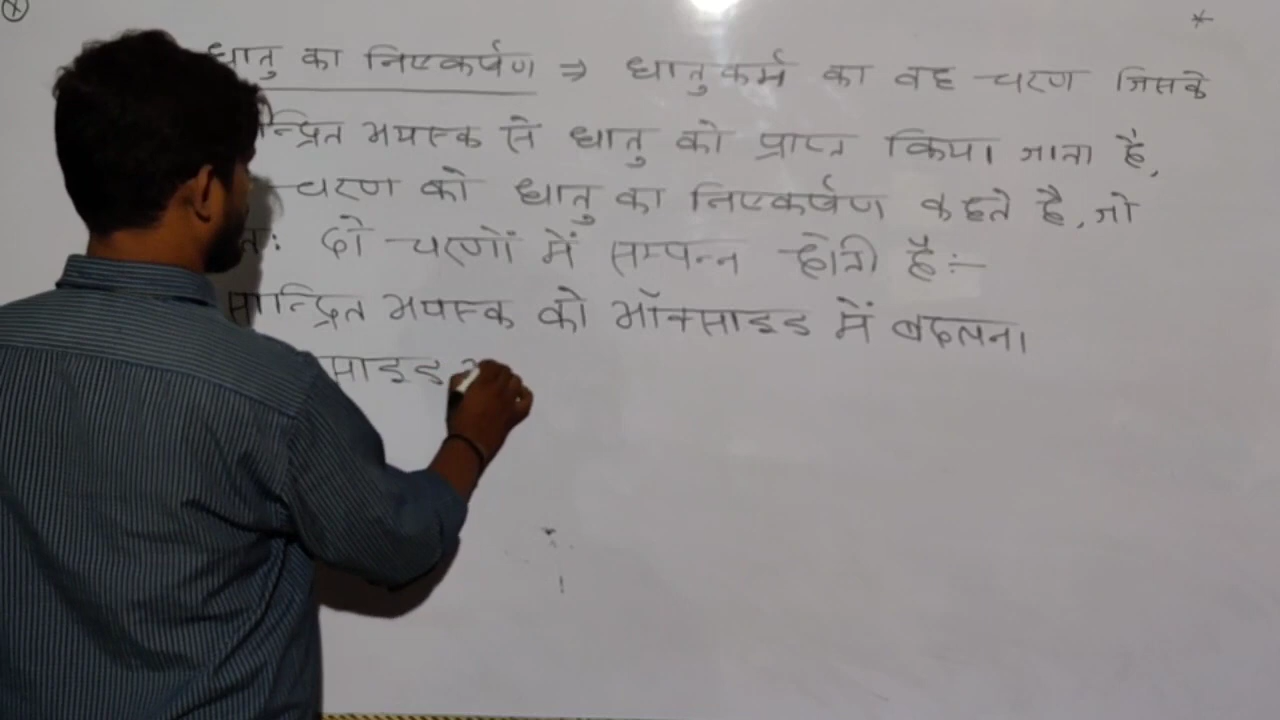 धातु का निष्कर्षण ⇒ धातुकर्म का वह चरण जिसके
न्द्रित अयस्क से धातु को प्राप्त किया जाता है,
चरण को धातु का निष्कर्षण कहते है, जो
तः दो चरणों में सम्पन्न होती है:-
सान्द्रित अयस्क को ऑक्साइड में बदलना
साइड